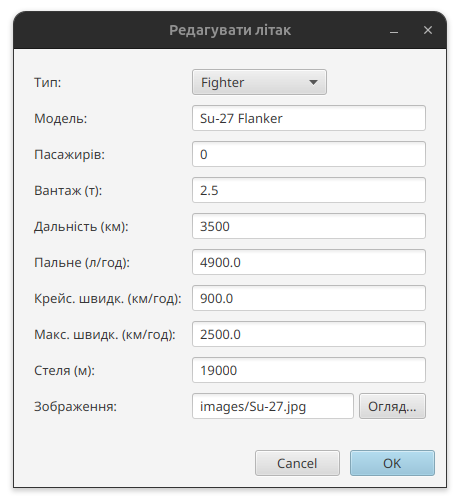 Редагувати літак
Тип: Fighter
Модель: Su-27 Flanker
Пасажирів: 0
Вантаж (т): 2.5
Дальність (км): 3500
Пальне (л/год): 4900.0
Крейс. швидк. (км/год): 900.0
Макс. швидк. (км/год): 2500.0
Стеля (м): 19000
Зображення: images/Su-27.jpg Огляд...
Cancel OK